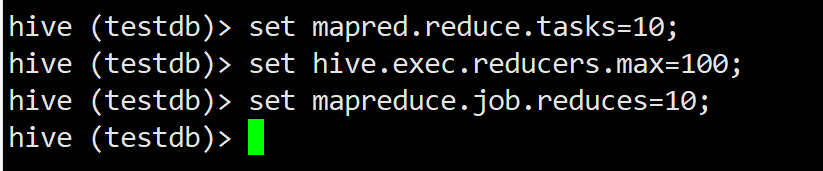 hive (testdb)> set mapred.reduce.tasks=10;
hive (testdb)> set hive.exec.reducers.max=100;
hive (testdb)> set mapreduce.job.reduces=10;
hive (testdb)>